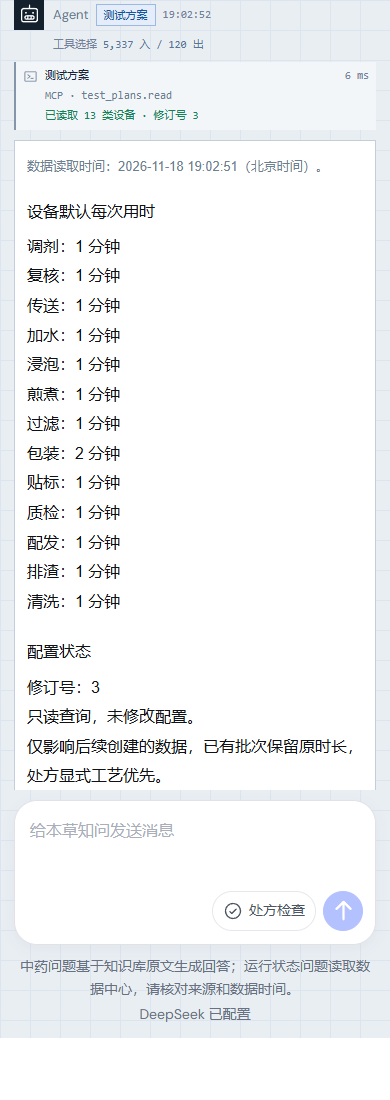 Agent 测试方案 19:02:52
工具选择 5,337 入 / 120 出
测试方案 6 ms
MCP · test_plans.read
已读取 13 类设备 · 修订号 3
数据读取时间：2026-11-18 19:02:51（北京时间）。
设备默认每次用时
调剂：1 分钟
复核：1 分钟
传送：1 分钟
加水：1 分钟
浸泡：1 分钟
煎煮：1 分钟
过滤：1 分钟
包装：2 分钟
贴标：1 分钟
质检：1 分钟
配发：1 分钟
排渣：1 分钟
清洗：1 分钟
配置状态
修订号：3
只读查询，未修改配置。
仅影响后续创建的数据，已有批次保留原时长，
处方显式工艺优先。
给本草知问发送消息
处方检查
中药问题基于知识库原文生成回答；运行状态问题读取数
据中心，请核对来源和数据时间。
DeepSeek 已配置